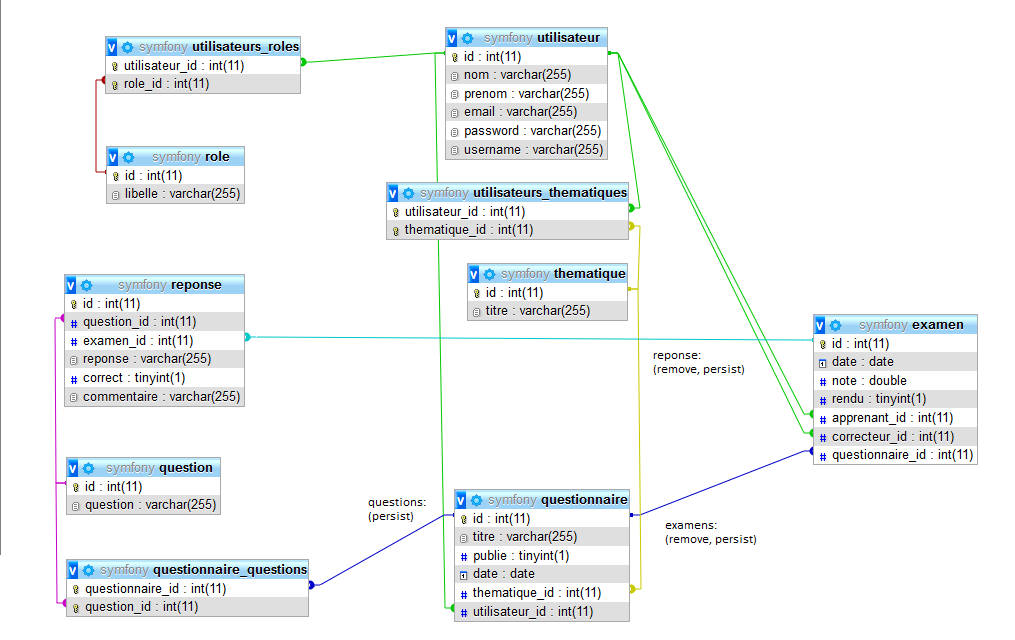 symfony utilisateurs_roles
utilisateur_id : int(11)
role_id : int(11)
symfony utilisateur
id : int(11)
nom : varchar(255)
prenom : varchar(255)
email : varchar(255)
password : varchar(255)
username : varchar(255)
symfony role
id : int(11)
libelle : varchar(255)
symfony utilisateurs_thematiques
utilisateur_id : int(11)
thematique_id : int(11)
symfony thematique
id : int(11)
titre : varchar(255)
symfony reponse
id : int(11)
question_id : int(11)
examen_id : int(11)
reponse : varchar(255)
correct : tinyint(1)
commentaire : varchar(255)
symfony examen
id : int(11)
date : date
note : double
rendu : tinyint(1)
apprenant_id : int(11)
correcteur_id : int(11)
questionnaire_id : int(11)
reponse:
(remove, persist)
symfony question
id : int(11)
question : varchar(255)
questions:
(persist)
symfony questionnaire
id : int(11)
titre : varchar(255)
publie : tinyint(1)
date : date
thematique_id : int(11)
utilisateur_id : int(11)
examens:
(remove, persist)
symfony questionnaire_questions
questionnaire_id : int(11)
question_id : int(11)